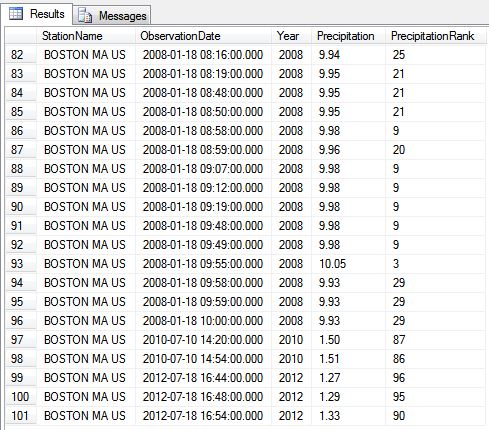 Results Messages
StationName ObservationDate Year Precipitation PrecipitationRank
82 BOSTON MA US 2008-01-18 08:16:00.000 2008 9.94 25
83 BOSTON MA US 2008-01-18 08:19:00.000 2008 9.95 21
84 BOSTON MA US 2008-01-18 08:48:00.000 2008 9.95 21
85 BOSTON MA US 2008-01-18 08:50:00.000 2008 9.95 21
86 BOSTON MA US 2008-01-18 08:58:00.000 2008 9.98 9
87 BOSTON MA US 2008-01-18 08:59:00.000 2008 9.96 20
88 BOSTON MA US 2008-01-18 09:07:00.000 2008 9.98 9
89 BOSTON MA US 2008-01-18 09:12:00.000 2008 9.98 9
90 BOSTON MA US 2008-01-18 09:19:00.000 2008 9.98 9
91 BOSTON MA US 2008-01-18 09:48:00.000 2008 9.98 9
92 BOSTON MA US 2008-01-18 09:49:00.000 2008 9.98 9
93 BOSTON MA US 2008-01-18 09:55:00.000 2008 10.05 3
94 BOSTON MA US 2008-01-18 09:58:00.000 2008 9.93 29
95 BOSTON MA US 2008-01-18 09:59:00.000 2008 9.93 29
96 BOSTON MA US 2008-01-18 10:00:00.000 2008 9.93 29
97 BOSTON MA US 2010-07-10 14:20:00.000 2010 1.50 87
98 BOSTON MA US 2010-07-10 14:54:00.000 2010 1.51 86
99 BOSTON MA US 2012-07-18 16:44:00.000 2012 1.27 96
100 BOSTON MA US 2012-07-18 16:48:00.000 2012 1.29 95
101 BOSTON MA US 2012-07-18 16:54:00.000 2012 1.33 90